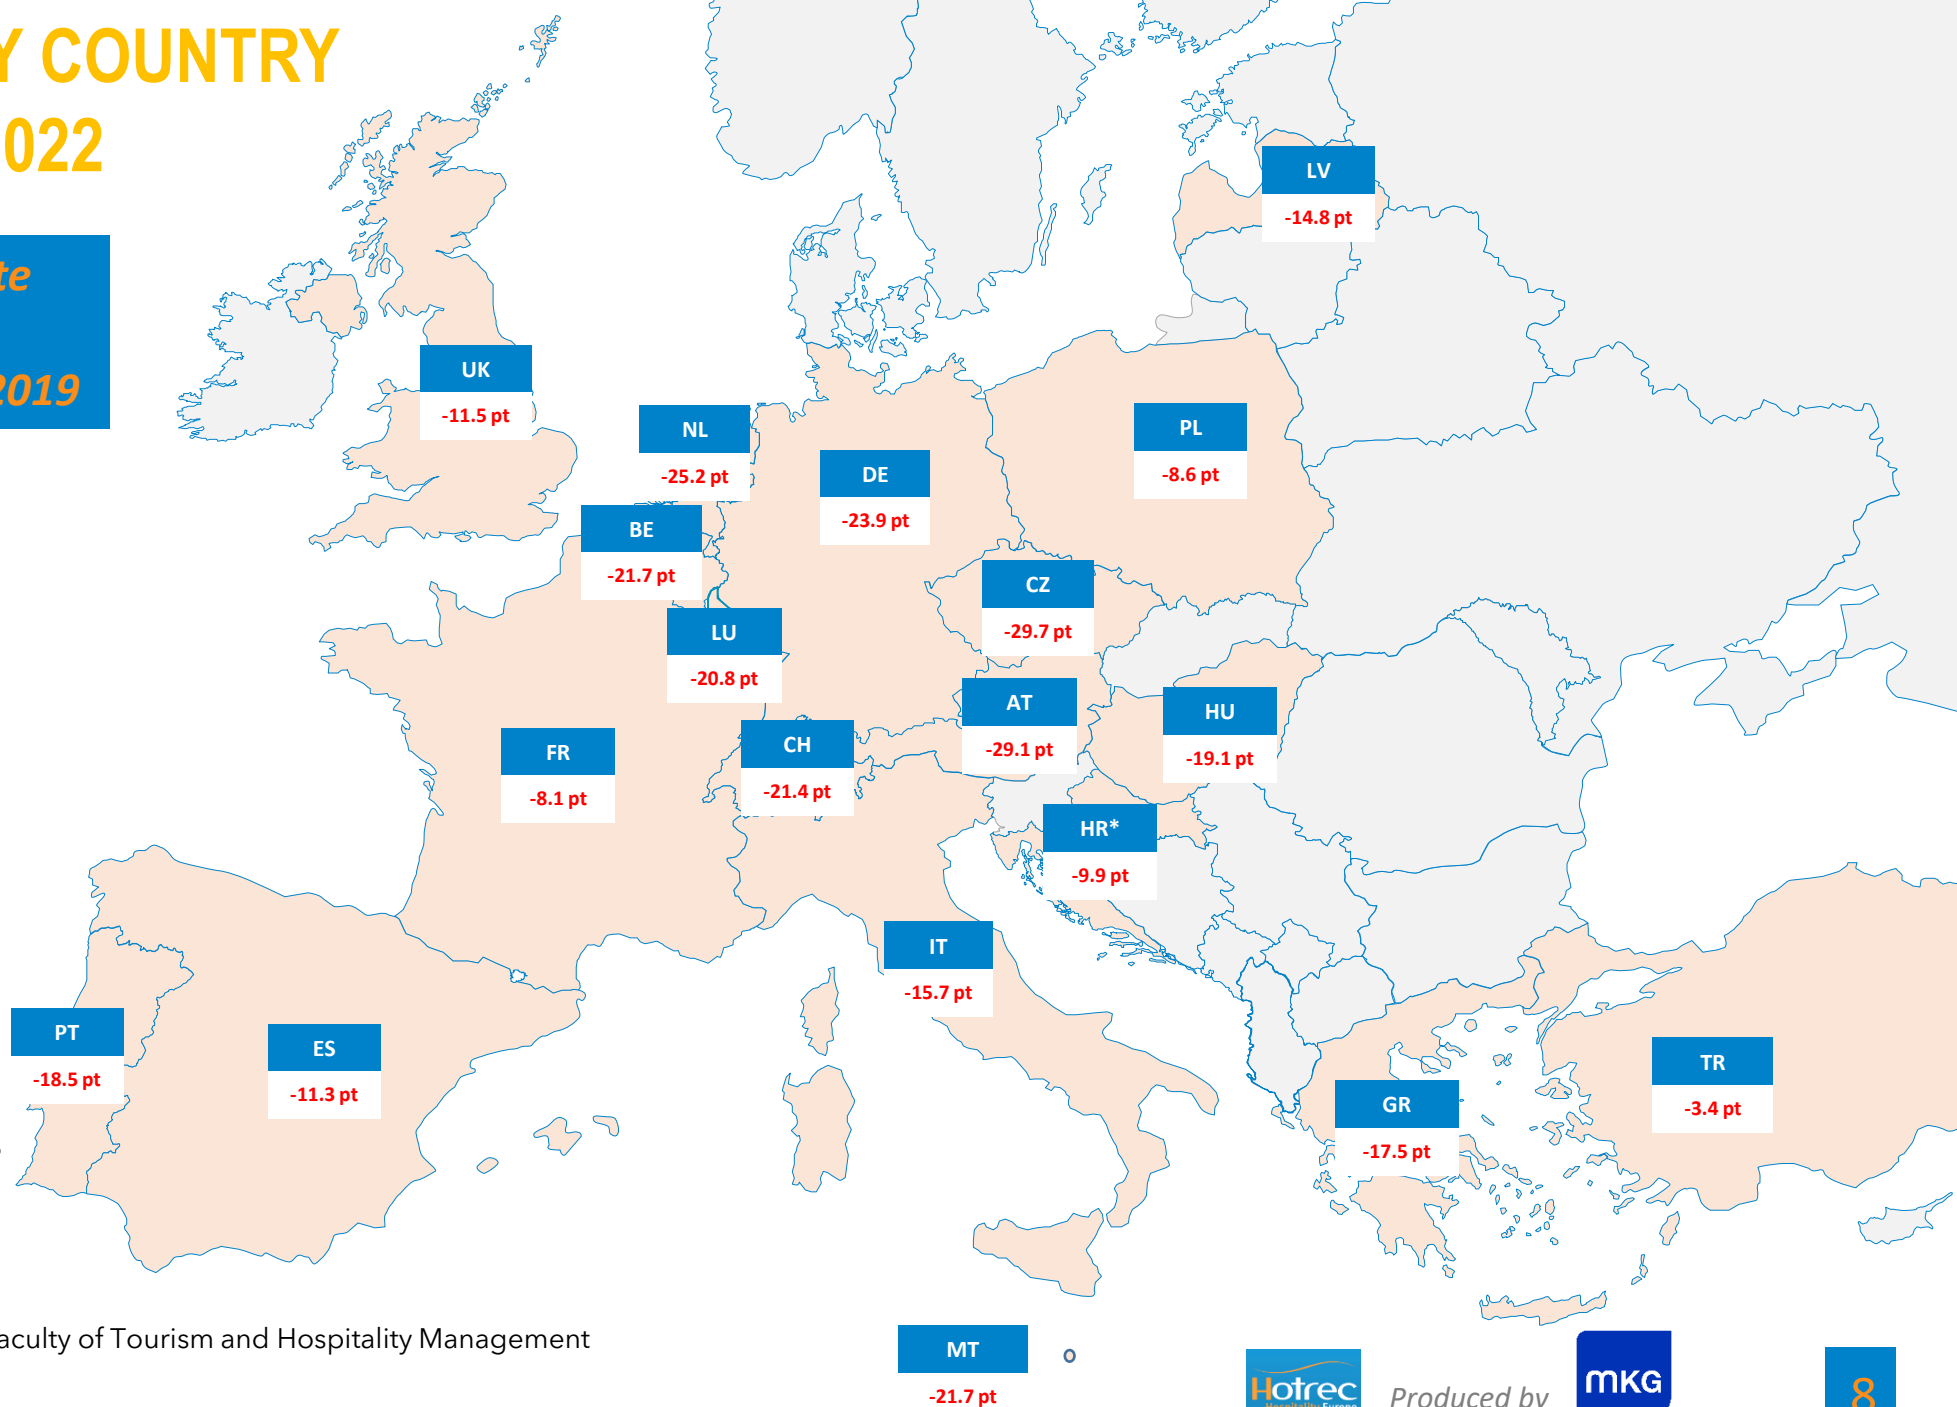 Y COUNTRY
022
te
2019
LV
-14.8 pt
UK
-11.5 pt
NL
-25.2 pt
PL
-8.6 pt
DE
-23.9 pt
BE
-21.7 pt
CZ
-29.7 pt
LU
-20.8 pt
AT
-29.1 pt
HU
-19.1 pt
FR
-8.1 pt
CH
-21.4 pt
HR*
-9.9 pt
IT
-15.7 pt
PT
-18.5 pt
ES
-11.3 pt
TR
-3.4 pt
GR
-17.5 pt
aculty of Tourism and Hospitality Management
MT
-21.7 pt
Hotrec
Hospitality Europe
Produced by
MKG
8